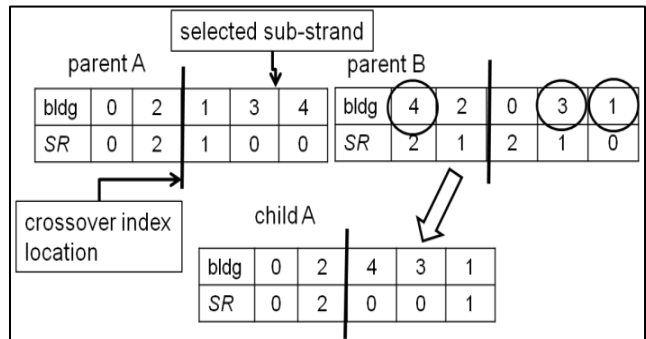 selected sub-strand
parent A
bldg 0 2 1 3 4
SR 0 2 1 0 0
parent B
bldg 4 2 0 3 1
SR 2 1 2 1 0
crossover index
location
child A
bldg 0 2 4 3 1
SR 0 2 0 0 1